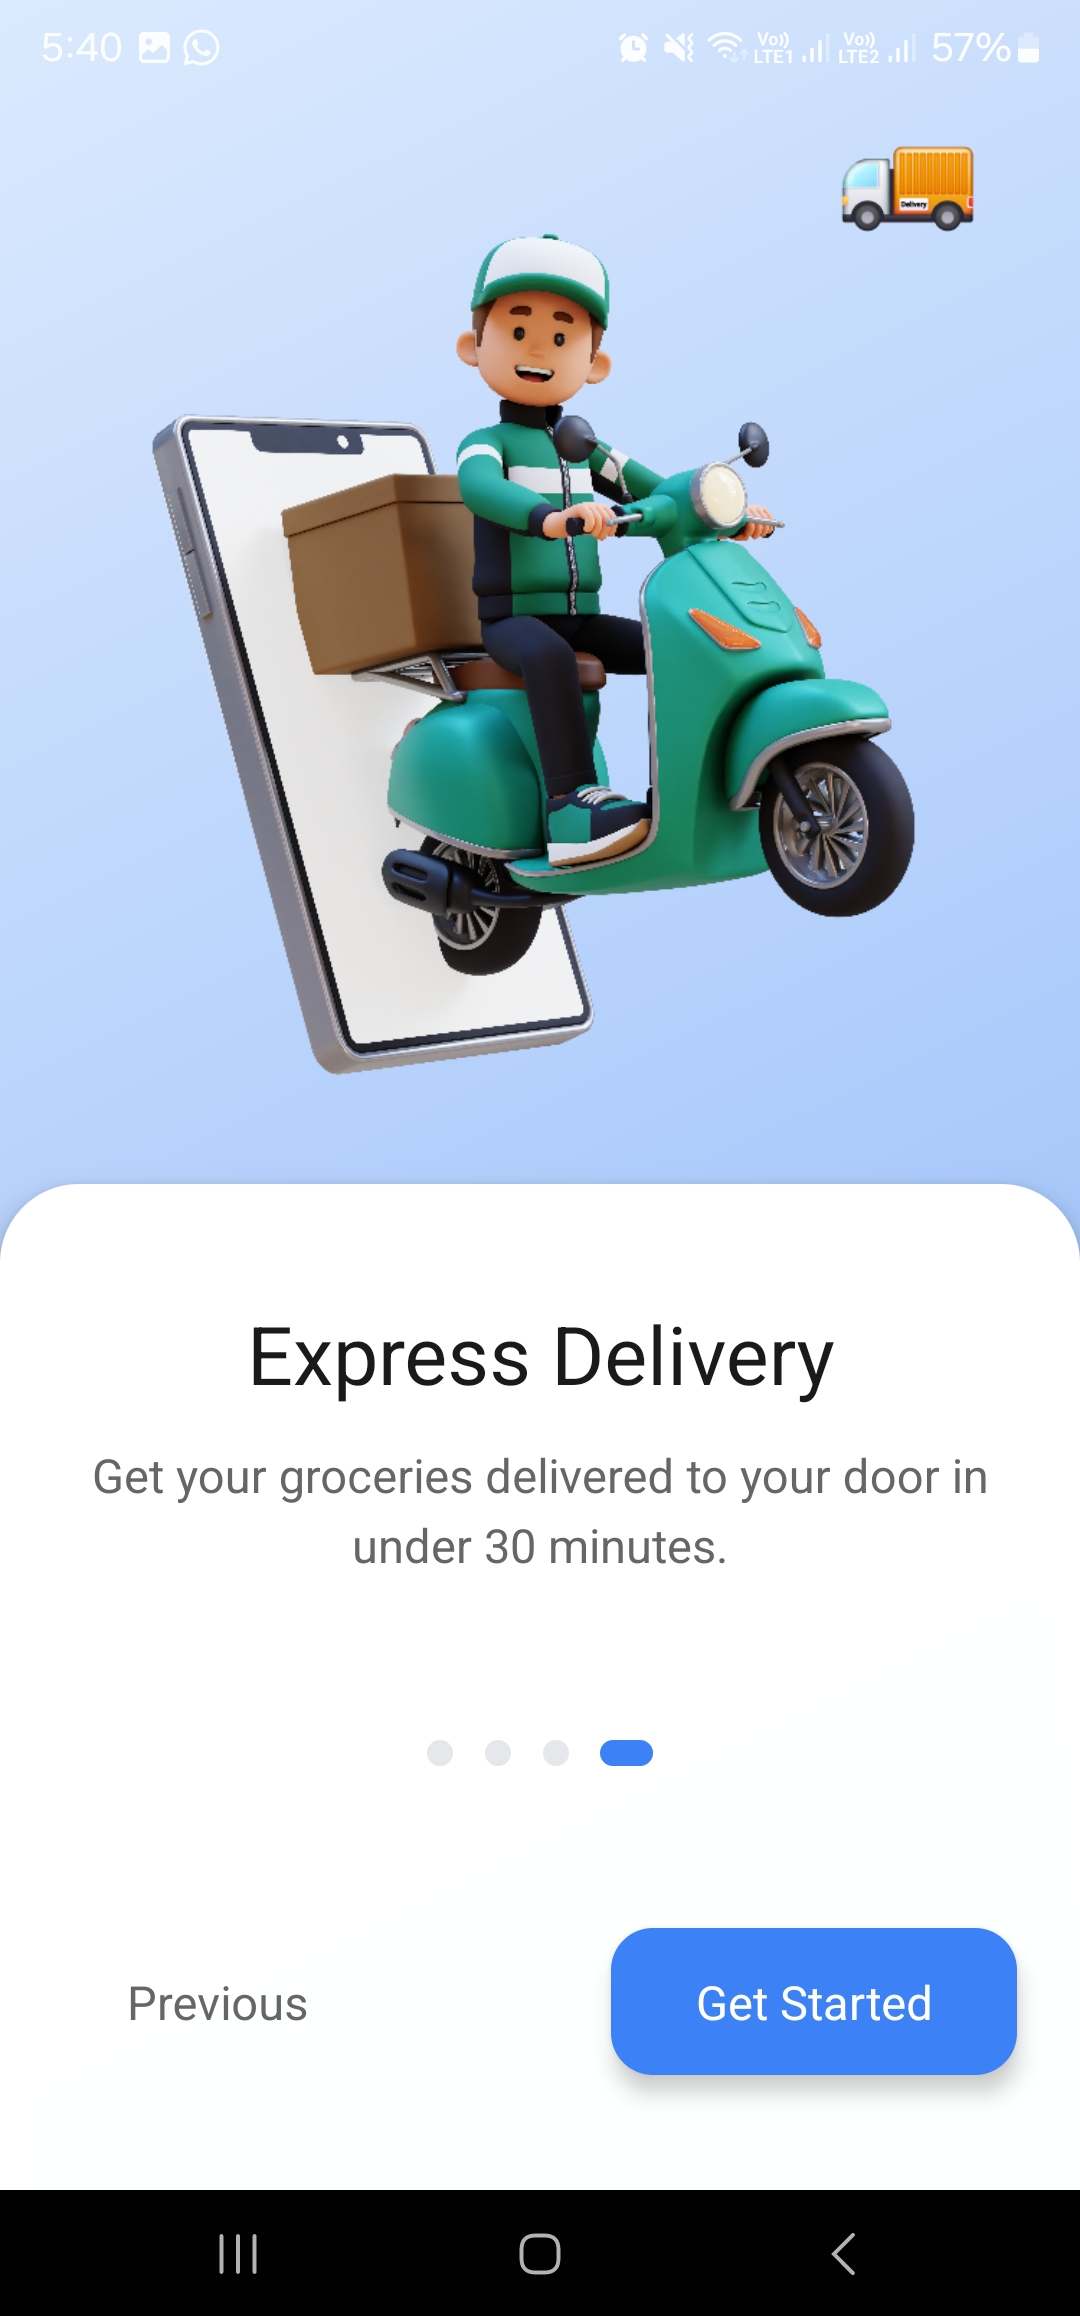 5:40
Vo)) LTE1 Vo)) LTE2 57%
Delivery
Express Delivery
Get your groceries delivered to your door in
under 30 minutes.
Previous
Get Started